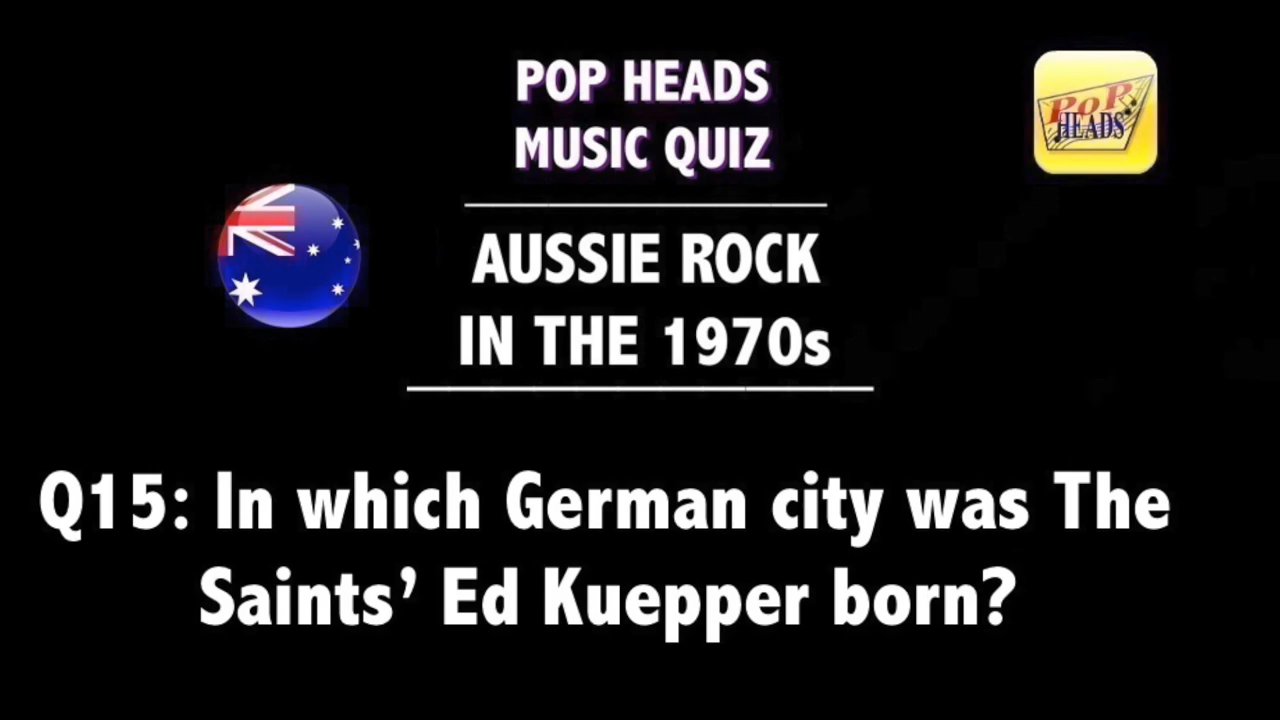 POP HEADS
MUSIC QUIZ
PoP
HEADS
AUSSIE ROCK
IN THE 1970s
Q15: In which German city was The
Saints’ Ed Kuepper born?